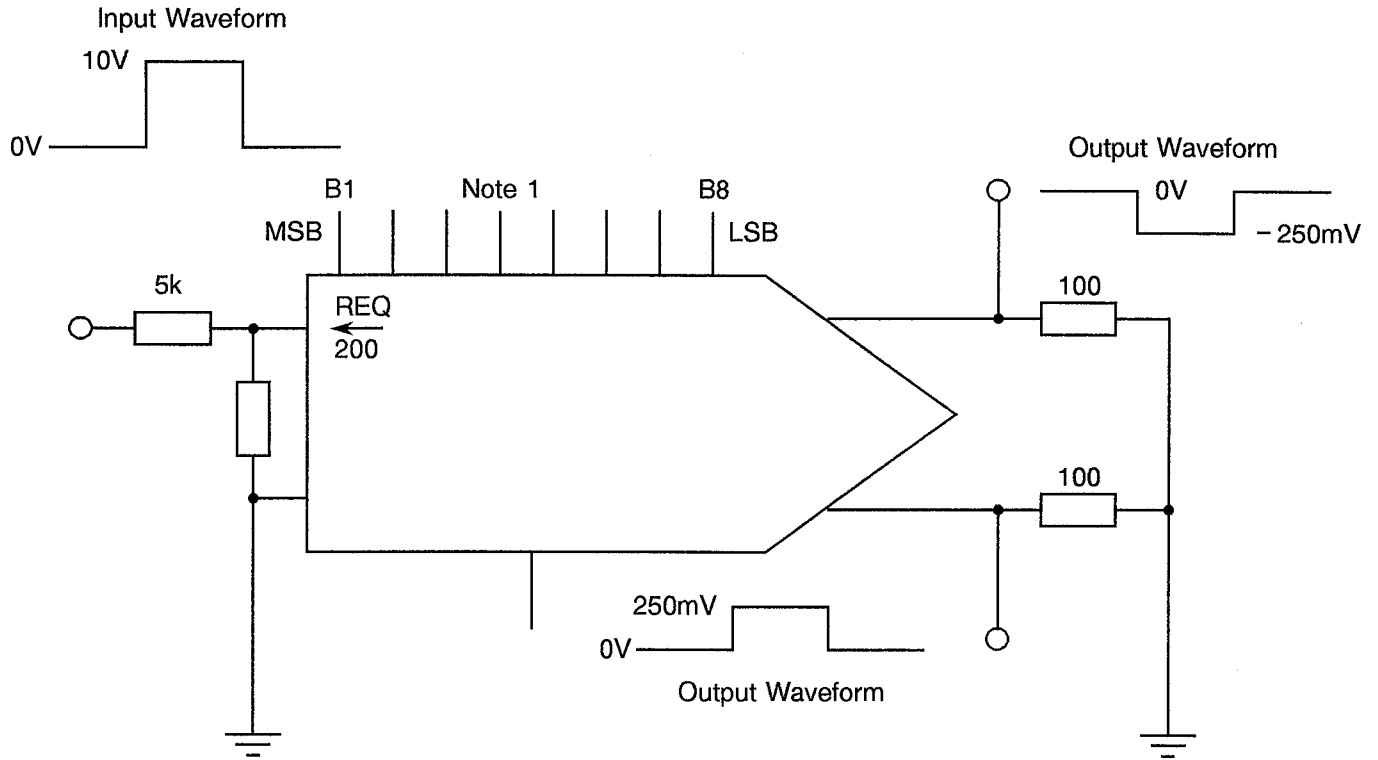 Input Waveform
10V
0V
Output Waveform
0V
– 250mV
B1
Note 1
B8
MSB
LSB
5k
REQ
200
100
100
250mV
0V
Output Waveform